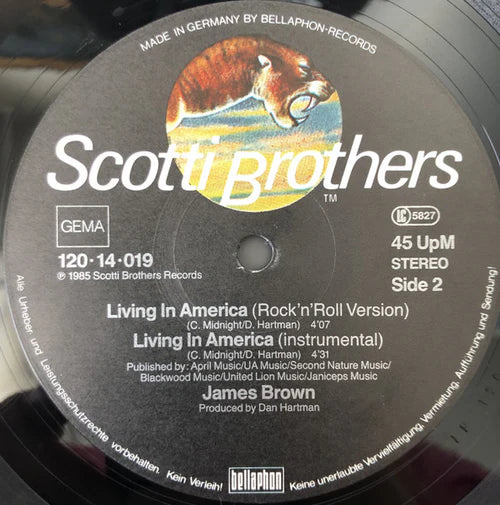 MADE IN GERMANY BY BELLAPHON-RECORDS
Scotti Brothers
TM
GEMA
LC 5827
120·14·019
℗ 1985 Scotti Brothers Records
45 UpM
STEREO
Side 2
Living In America (Rock'n'Roll Version)
(C. Midnight/D. Hartman) 4'07
Living In America (instrumental)
(C. Midnight/D. Hartman) 4'31
Published by: April Music/UA Music/Second Nature Music/
Blackwood Music/United Lion Music/Janiceps Music
James Brown
Produced by Dan Hartman
Alle Urheber- und Leistungsschutzrechte vorbehalten. Kein Verleih! Keine unerlaubte Vervielfältigung, Vermietung, Aufführung und Sendung!
bellaphon